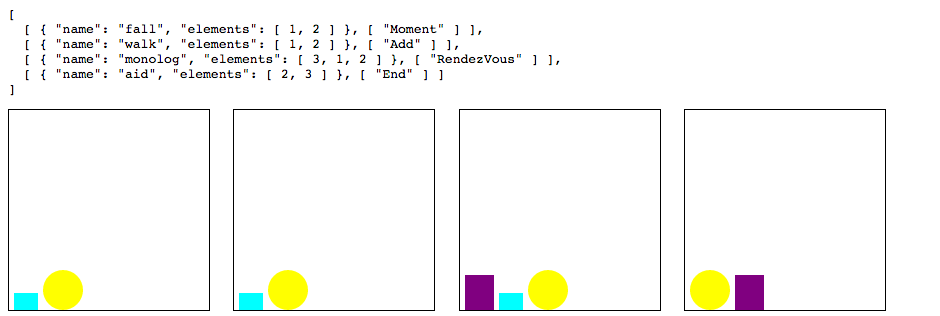 [
  [ { "name": "fall", "elements": [ 1, 2 ] }, [ "Moment" ] ],
  [ { "name": "walk", "elements": [ 1, 2 ] }, [ "Add" ] ],
  [ { "name": "monolog", "elements": [ 3, 1, 2 ] }, [ "RendezVous" ] ],
  [ { "name": "aid", "elements": [ 2, 3 ] }, [ "End" ] ]
]